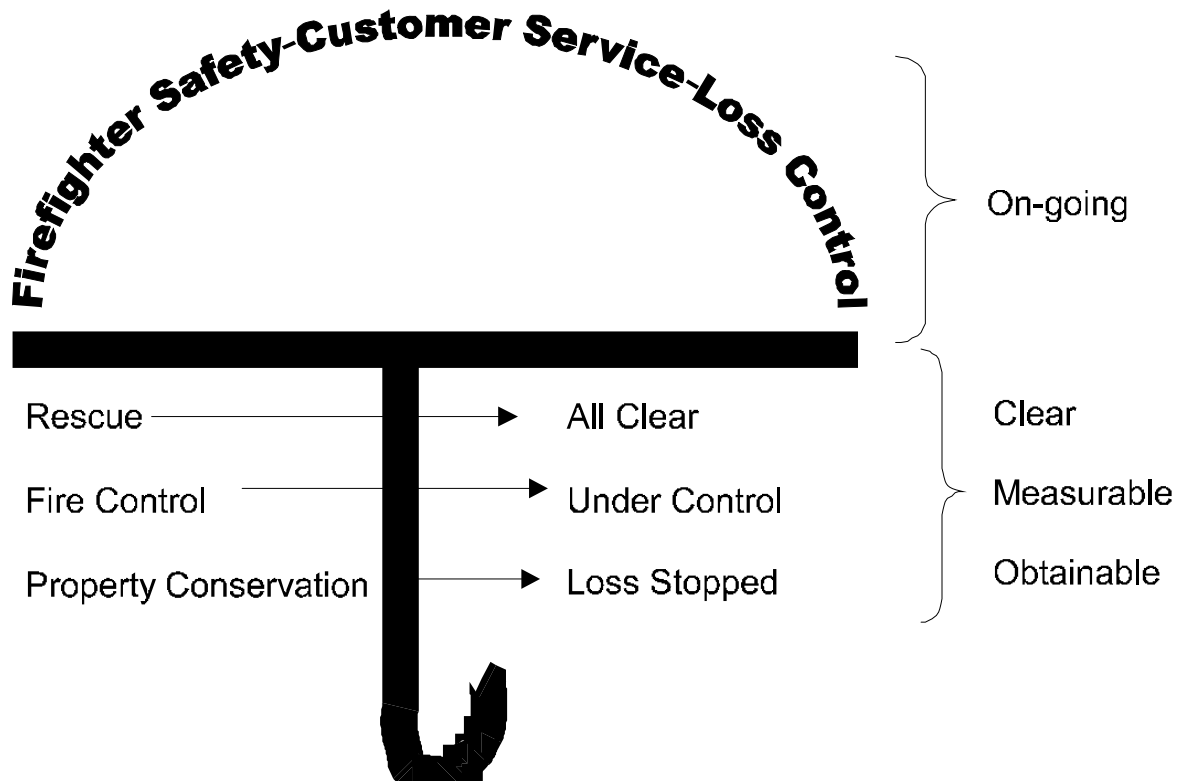 Firefighter Safety-Customer Service-Loss Control
On-going
Rescue
All Clear
Clear
Fire Control
Under Control
Measurable
Property Conservation
Loss Stopped
Obtainable